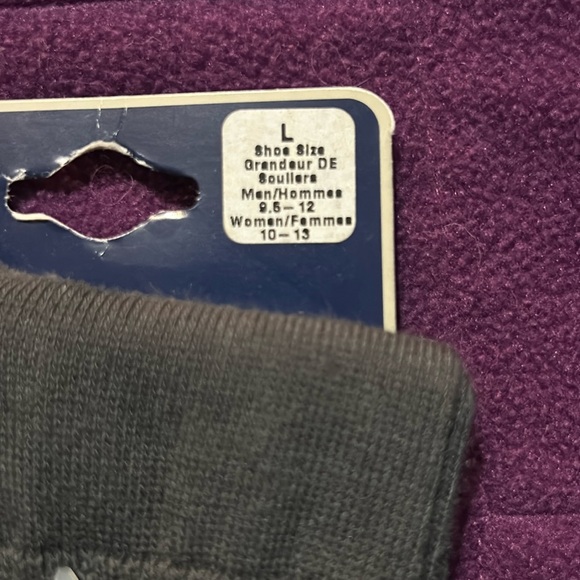 L
Shoe Size
Grandeur DE
Souliers
Men/Hommes
9.5-12
Women/Femmes
10-13